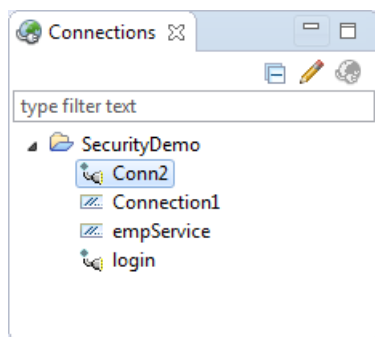 Connections
type filter text
SecurityDemo
Conn2
Connection1
empService
login